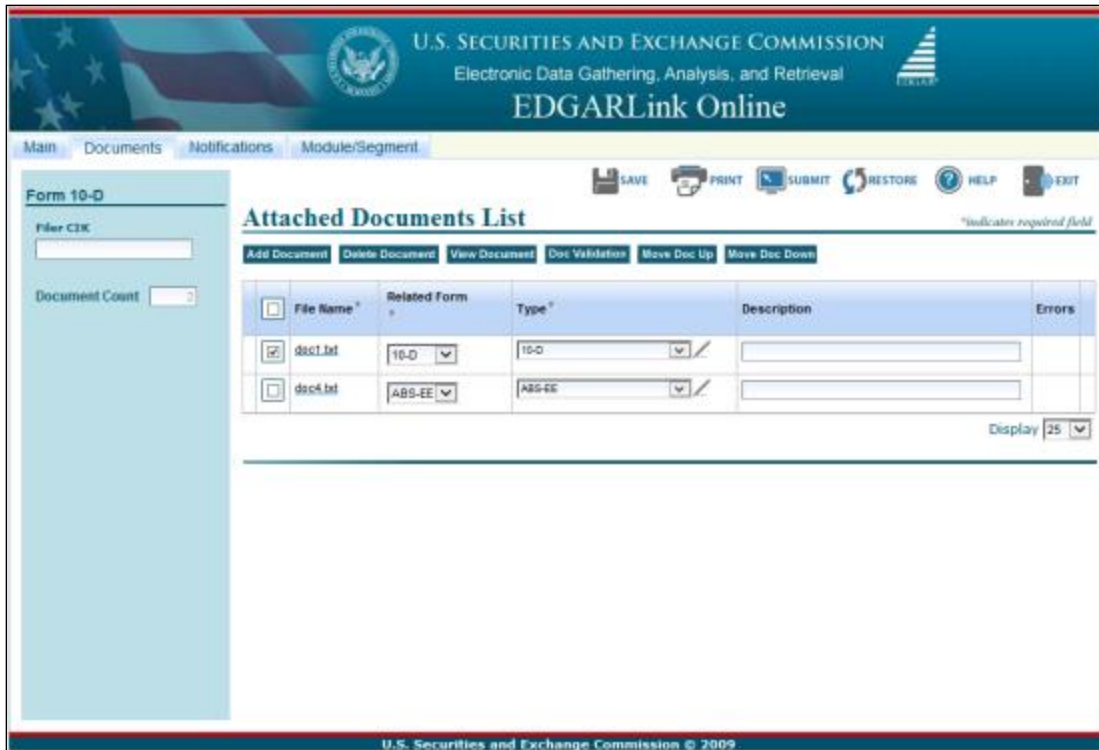 U.S. SECURITIES AND EXCHANGE COMMISSION
Electronic Data Gathering, Analysis, and Retrieval
EDGARLink Online
EDGAR
Main Documents Notifications Module/Segment
SAVE PRINT SUBMIT RESTORE HELP EXIT
Form 10-D
Filer CIK
Document Count 2
Attached Documents List
*indicates required field
Add Document Delete Document View Document Doc Validation Move Doc Up Move Doc Down
File Name * Related Form * Type * Description Errors
doc1.txt 10-D 10-D
doc4.txt ABS-EE ABS-EE
Display 25
U.S. Securities and Exchange Commission © 2009